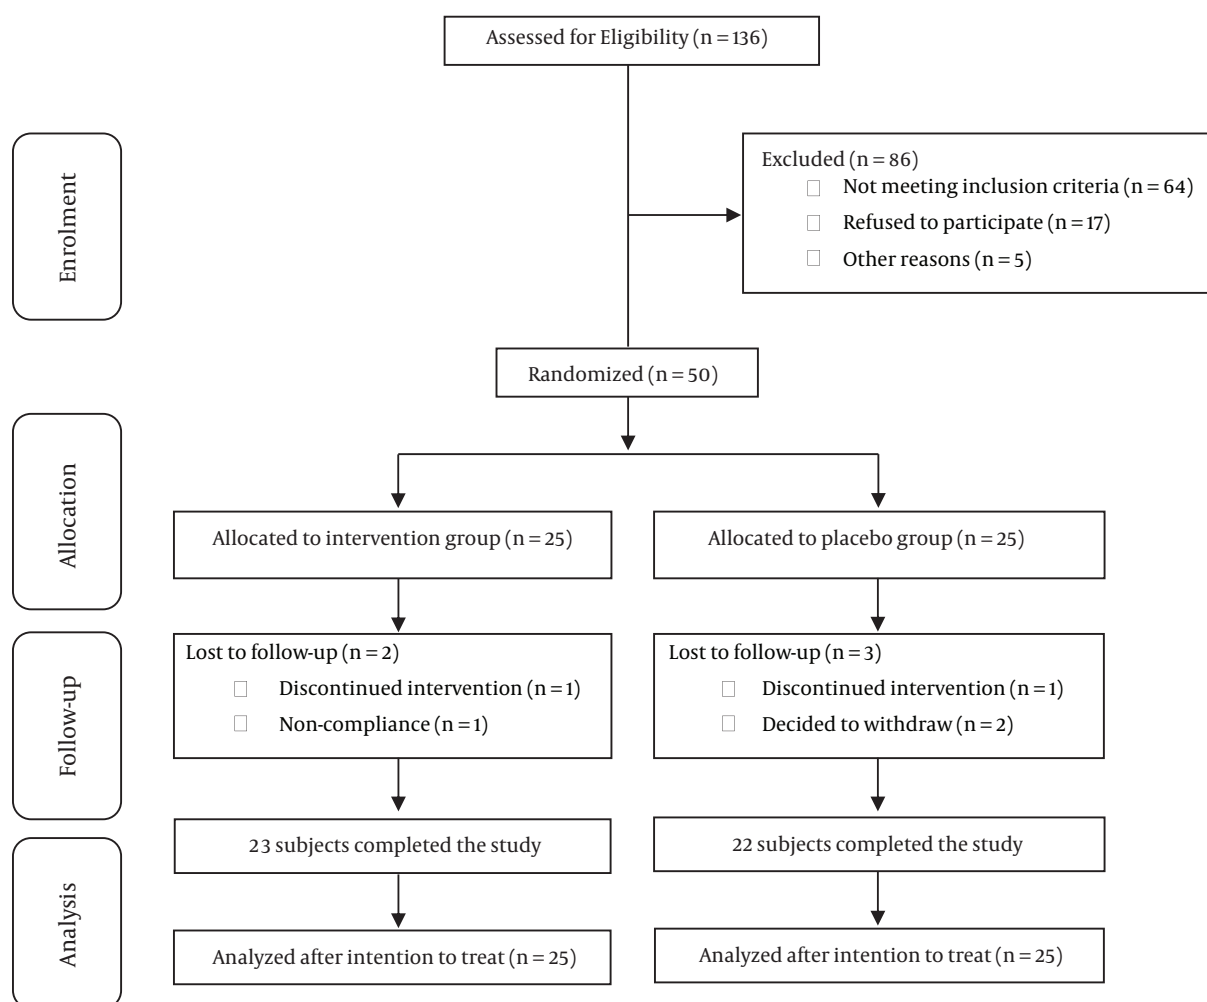 Assessed for Eligibility (n = 136)
Enrolment
Excluded (n = 86)
Not meeting inclusion criteria (n = 64)
Refused to participate (n = 17)
Other reasons (n = 5)
Randomized (n = 50)
Allocation
Allocated to intervention group (n = 25)
Allocated to placebo group (n = 25)
Follow-up
Lost to follow-up (n = 2)
Discontinued intervention (n = 1)
Non-compliance (n = 1)
Lost to follow-up (n = 3)
Discontinued intervention (n = 1)
Decided to withdraw (n = 2)
23 subjects completed the study
22 subjects completed the study
Analysis
Analyzed after intention to treat (n = 25)
Analyzed after intention to treat (n = 25)